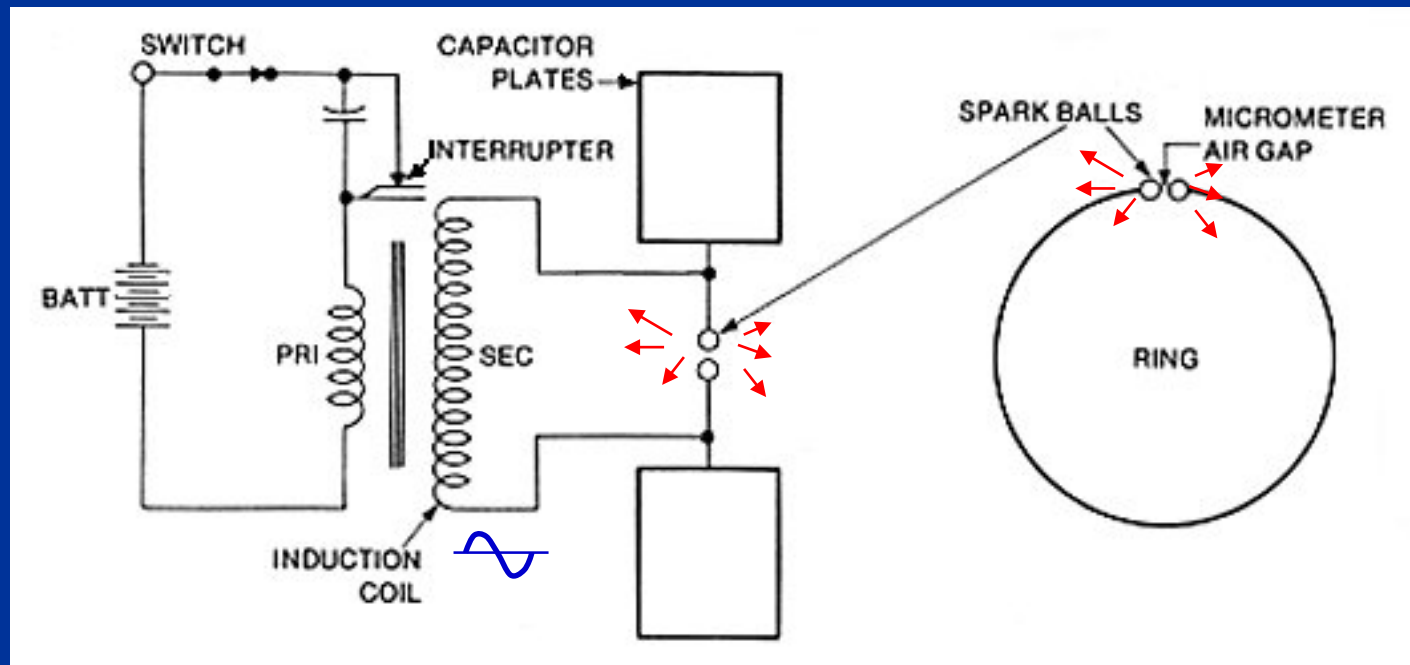 SWITCH
CAPACITOR
PLATES
SPARK BALLS
MICROMETER
AIR GAP
INTERRUPTER
BATT
PRI
SEC
RING
INDUCTION
COIL